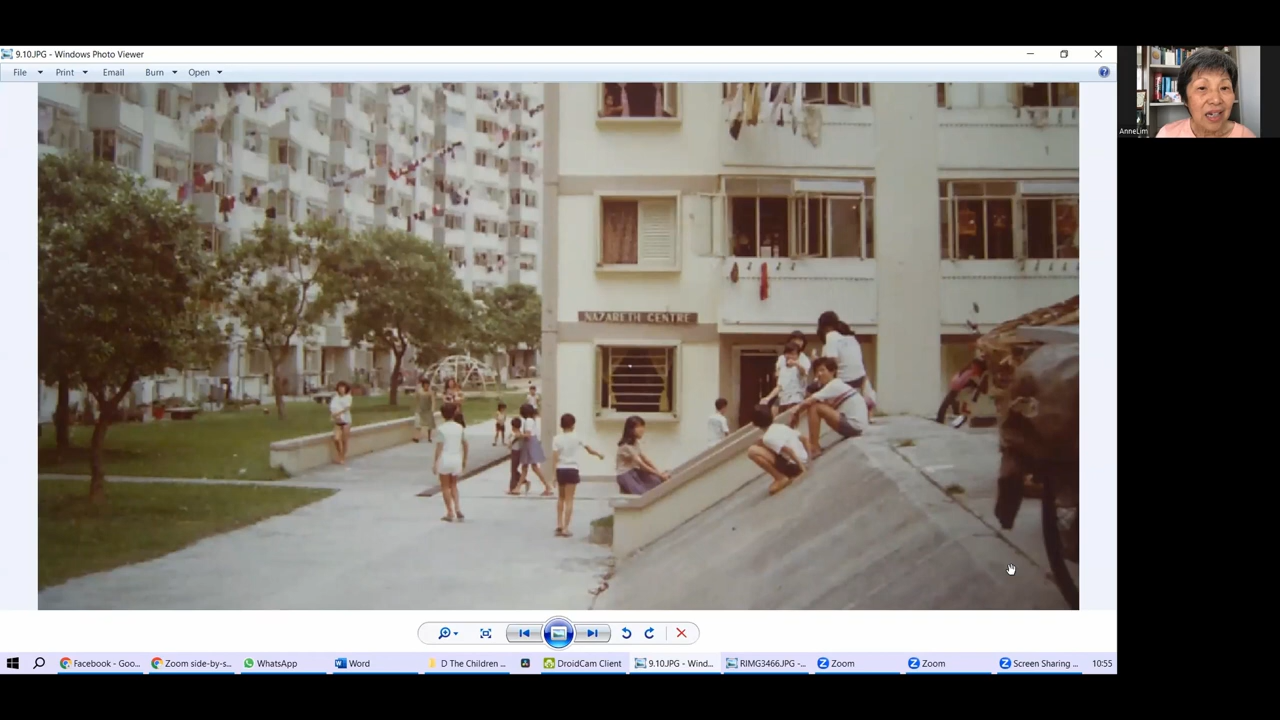 9.10.JPG - Windows Photo Viewer
File Print Email Burn Open
AnneLim
NAZARETH CENTRE
Facebook - Goo...
Zoom side-by-s...
WhatsApp
Word
D The Children ...
DroidCam Client
9.10.JPG - Wind...
RIMG3466.JPG -...
Zoom
Zoom
Screen Sharing ...
10:55